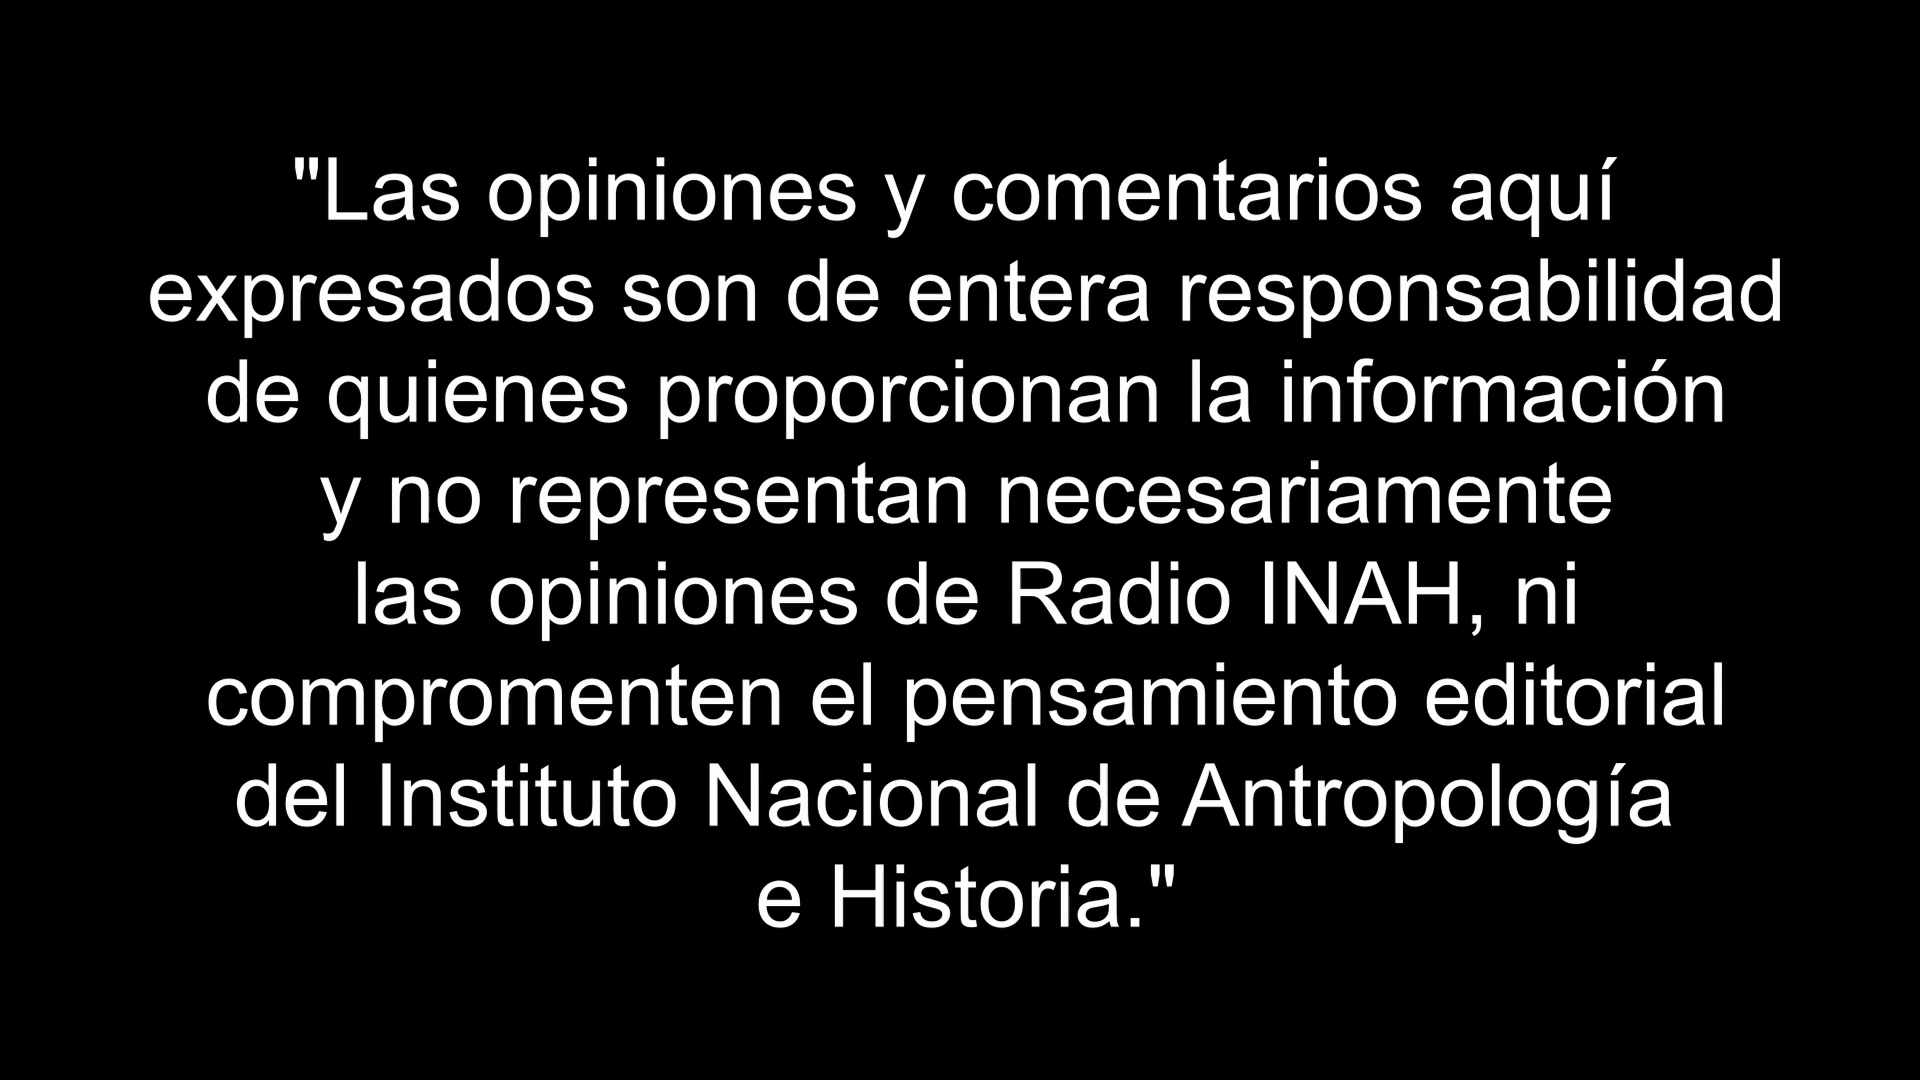 "Las opiniones y comentarios aquí
expresados son de entera responsabilidad
de quienes proporcionan la información
y no representan necesariamente
las opiniones de Radio INAH, ni
compromenten el pensamiento editorial
del Instituto Nacional de Antropología
e Historia."